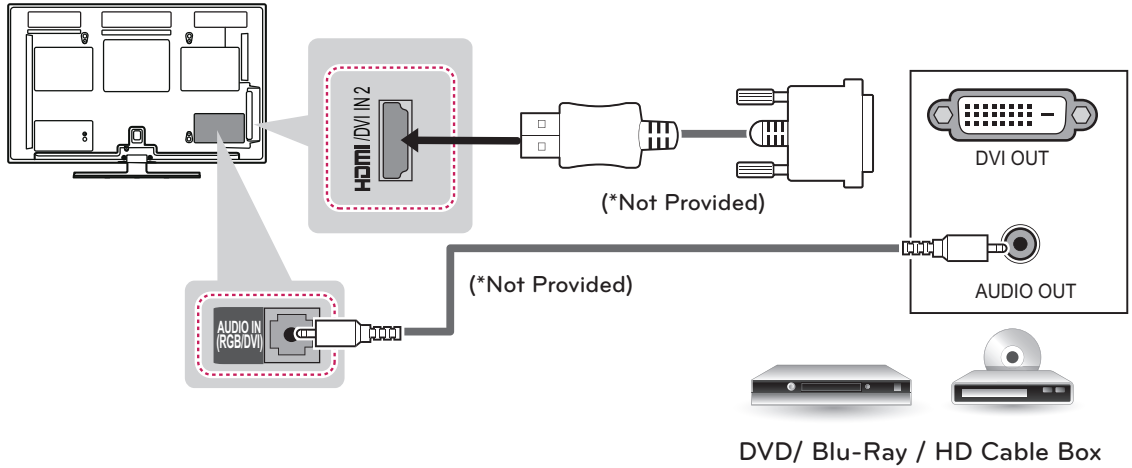 HDMI/DVI IN 2
DVI OUT
(*Not Provided)
(*Not Provided)
AUDIO OUT
AUDIO IN
(RGB/DVI)
DVD/ Blu-Ray / HD Cable Box